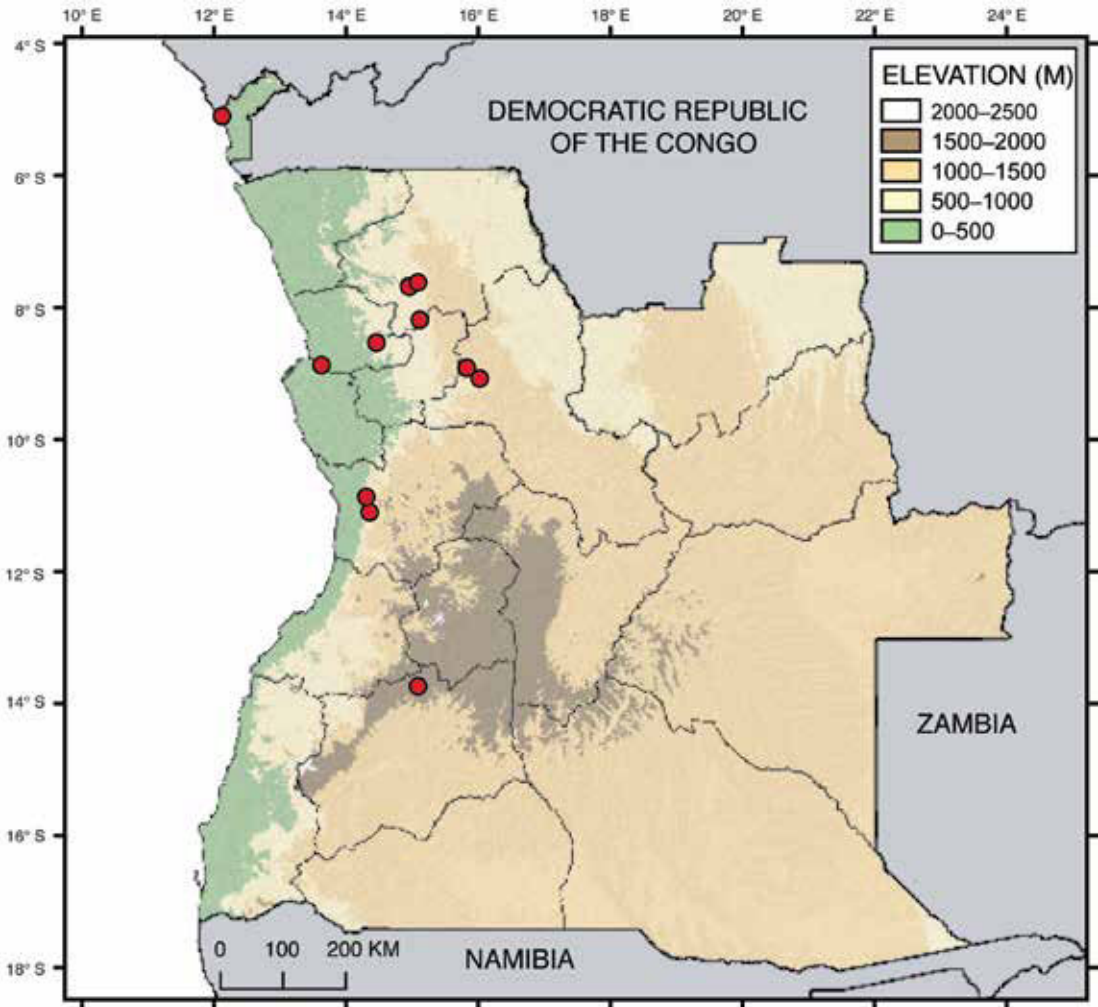 10° E 12° E 14° E 16° E 18° E 20° E 22° E 24° E
4° S
6° S
8° S
10° S
12° S
14° S
16° S
18° S
DEMOCRATIC REPUBLIC
OF THE CONGO
ELEVATION (M)
2000–2500
1500–2000
1000–1500
500–1000
0–500
ZAMBIA
NAMIBIA
0 100 200 KM